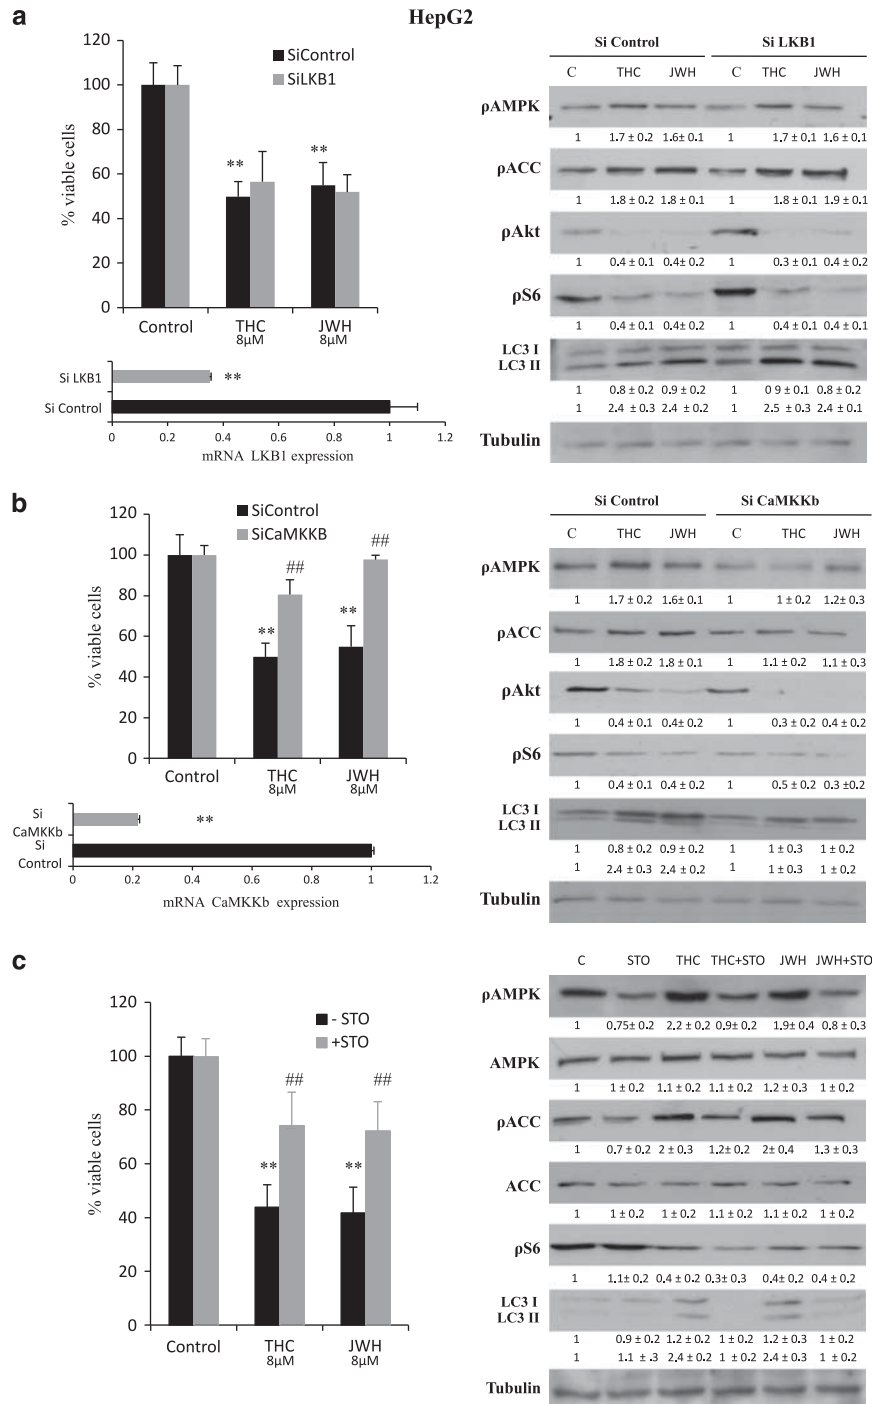 HepG2
a
120
100
80
60
40
20
0
% viable cells
SiControl
SiLKB1
**
**
Control
THC
8μM
JWH
8μM
Si LKB1
**
Si Control
0 0.2 0.4 0.6 0.8 1 1.2
mRNA LKB1 expression
Si Control Si LKB1
C THC JWH C THC JWH
ρAMPK
1 1.7 ± 0.2 1.6± 0.1 1 1.7 ± 0.1 1.6 ± 0.1
ρACC
1 1.8 ± 0.2 1.8 ± 0.1 1 1.8 ± 0.1 1.9 ± 0.1
ρAkt
1 0.4 ± 0.1 0.4± 0.2 1 0.3 ± 0.1 0.4 ± 0.2
ρS6
1 0.4 ± 0.1 0.4± 0.2 1 0.4 ± 0.1 0.4 ± 0.1
LC3 I
LC3 II
1 0.8 ± 0.2 0.9 ± 0.2 1 0 9 ± 0.1 0.8 ± 0.2
1 2.4 ± 0.3 2.4 ± 0.2 1 2.5 ± 0.3 2.4 ± 0.1
Tubulin
b
120
100
80
60
40
20
0
% viable cells
SiControl
SiCaMKKB
##
##
**
**
Control
THC
8μM
JWH
8μM
Si
CaMKKb
**
Si
Control
0 0.2 0.4 0.6 0.8 1 1.2
mRNA CaMKKb expression
Si Control Si CaMKKb
C THC JWH C THC JWH
ρAMPK
1 1.7 ± 0.2 1.6 ± 0.1 1 1 ± 0.2 1.2± 0.3
ρACC
1 1.8 ± 0.2 1.8 ± 0.1 1 1.1 ± 0.2 1.1 ± 0.3
ρAkt
1 0.4 ± 0.1 0.4± 0.2 1 0.3 ± 0.2 0.4 ± 0.2
ρS6
1 0.4 ± 0.1 0.4 ± 0.2 1 0.5 ± 0.2 0.3 ±0.2
LC3 I
LC3 II
1 0.8 ± 0.2 0.9 ± 0.2 1 1 ± 0.3 1 ± 0.2
1 2.4 ± 0.3 2.4 ± 0.2 1 1 ± 0.3 1 ± 0.2
Tubulin
c
120
100
80
60
40
20
0
% viable cells
- STO
+STO
##
##
**
**
Control
THC
8μM
JWH
8μM
C STO THC THC+STO JWH JWH+STO
ρAMPK
1 0.75± 0.2 2.2 ± 0.2 0.9± 0.2 1.9± 0.4 0.8 ± 0.3
AMPK
1 1 ± 0.2 1.1 ± 0.2 1.1 ± 0.2 1.2 ± 0.3 1 ± 0.2
ρACC
1 0.7 ± 0.2 2 ± 0.3 1.2± 0.2 2± 0.4 1.3 ± 0.3
ACC
1 1 ± 0.2 1 ± 0.2 1.1 ± 0.2 1.1 ± 0.2 1 ± 0.2
ρS6
1 1.1± 0.2 0.4 ± 0.2 0.3± 0.3 0.4± 0.2 0.4 ± 0.2
LC3 I
LC3 II
1 0.9 ± 0.2 1.2 ± 0.2 1 ± 0.2 1.2 ± 0.3 1 ± 0.2
1 1.1 ± .3 2.4 ± 0.2 1 ± 0.2 2.4 ± 0.3 1 ± 0.2
Tubulin